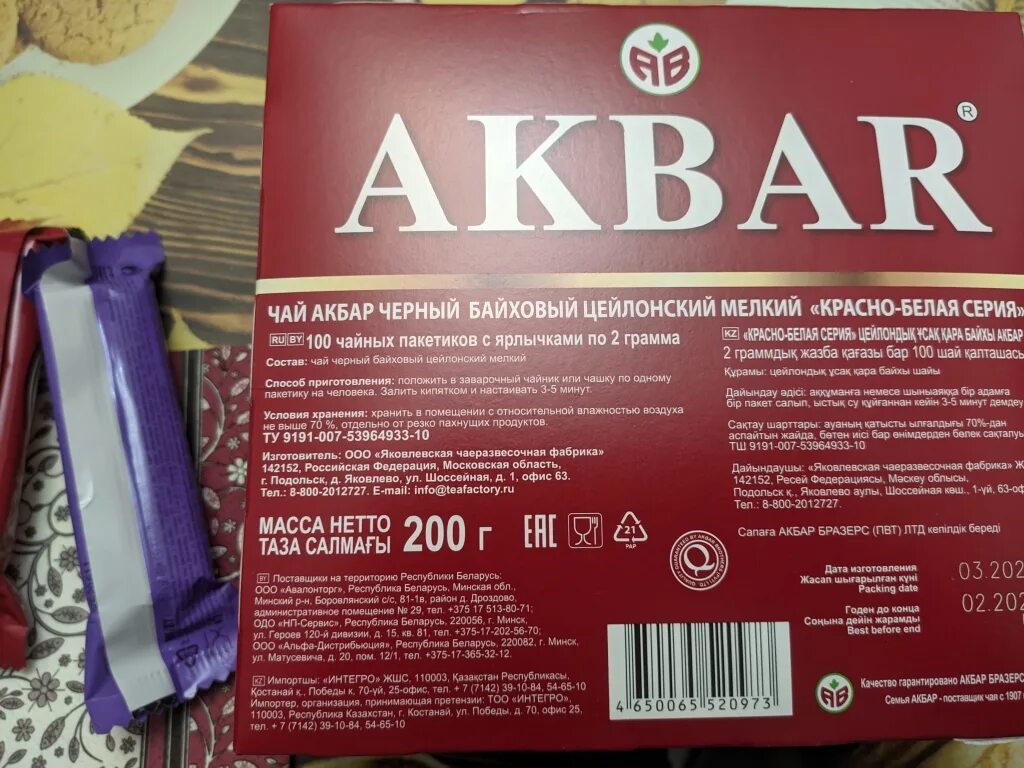 AB
AKBAR®
ЧАЙ АКБАР ЧЕРНЫЙ БАЙХОВЫЙ ЦЕЙЛОНСКИЙ МЕЛКИЙ «КРАСНО-БЕЛАЯ СЕРИЯ»
RU BY 100 чайных пакетиков с ярлычками по 2 грамма
Состав: чай черный байховый цейлонский мелкий
Способ приготовления: положить в заварочный чайник или чашку по одному
пакетику на человека. Залить кипятком и настаивать 3-5 минут.
Условия хранения: хранить в помещении с относительной влажностью воздуха
не выше 70 %, отдельно от резко пахнущих продуктов.
ТУ 9191-007-53964933-10
Изготовитель: ООО «Яковлевская чаеразвесочная фабрика»
142152, Российская Федерация, Московская область,
г. Подольск, д. Яковлево, ул. Шоссейная, д. 1, офис 63.
Тел.: 8-800-2012727. E-mail: info@teafactory.ru
KZ «КРАСНО-БЕЛАЯ СЕРИЯ» ЦЕЙЛОНДЫҚ ҰСАҚ ҚАРА БАЙХЫ АКБАР
2 граммдық жазба қағазы бар 100 шай қалташасы
Құрамы: цейлондық ұсақ қара байхы шайы
Дайындау әдісі: аққұманға немесе шыныаяққа бір адамға
бір пакет салып, ыстық су құйғаннан кейін 3-5 минут демдеу
Сақтау шарттары: ауаның қатысты ылғалдығы 70%-дан
аспайтын жайда, бөтен иісі бар өнімдерден бөлек сақталу
ТШ 9191-007-53964933-10
Дайындаушы: «Яковлевская чаеразвесочная фабрика» Ж
142152, Ресей Федерациясы, Мәскеу облысы,
Подольск қ., Яковлево аулы, Шоссейная көш., 1-үй, 63-оф
Тел.: 8-800-2012727.
МАССА НЕТТО
ТАЗА САЛМАҒЫ 200 г
EAC
21
PAP
Сапаға АКБАР БРАЗЕРС (ПВТ) ЛТД кепілдік береді
BY Поставщики на территорию Республики Беларусь:
ООО «Авалонторг», Республика Беларусь, Минская обл.,
Минский р-н, Боровлянский с/с, 81-1в, район д. Дроздово,
административное помещение № 29, тел. +375 17 513-80-71;
ОДО «НП-Сервис», Республика Беларусь, 220056, г. Минск,
ул. Героев 120-й дивизии, д. 15, кв. 81, тел. +375-17-202-56-70;
ООО «Альфа-Дистрибьюция», Республика Беларусь, 220082, г. Минск,
ул. Матусевича, д. 20, пом. 12/1, тел. +375-17-365-32-12.
KZ Импортшы: «ИНТЕГРО» ЖШС, 110003, Қазақстан Республикасы,
Қостанай қ., Победы к, 70-үй, 25-офис, тел. + 7 (7142) 39-10-84, 54-65-10
Импортер, организация, принимающая претензии: ТОО «ИНТЕГРО»,
110003, Республика Казахстан, г. Костанай, ул. Победы, д. 70, офис 25,
тел. + 7 (7142) 39-10-84, 54-65-10
Дата изготовления
Жасап шығарылған күні
Packing date
03.202
Годен до конца
Соңына дейін жарамды
Best before end
02.202
4 650065 520973
AB
Качество гарантировано АКБАР БРАЗЕРС
Семья АКБАР - поставщик чая с 1907